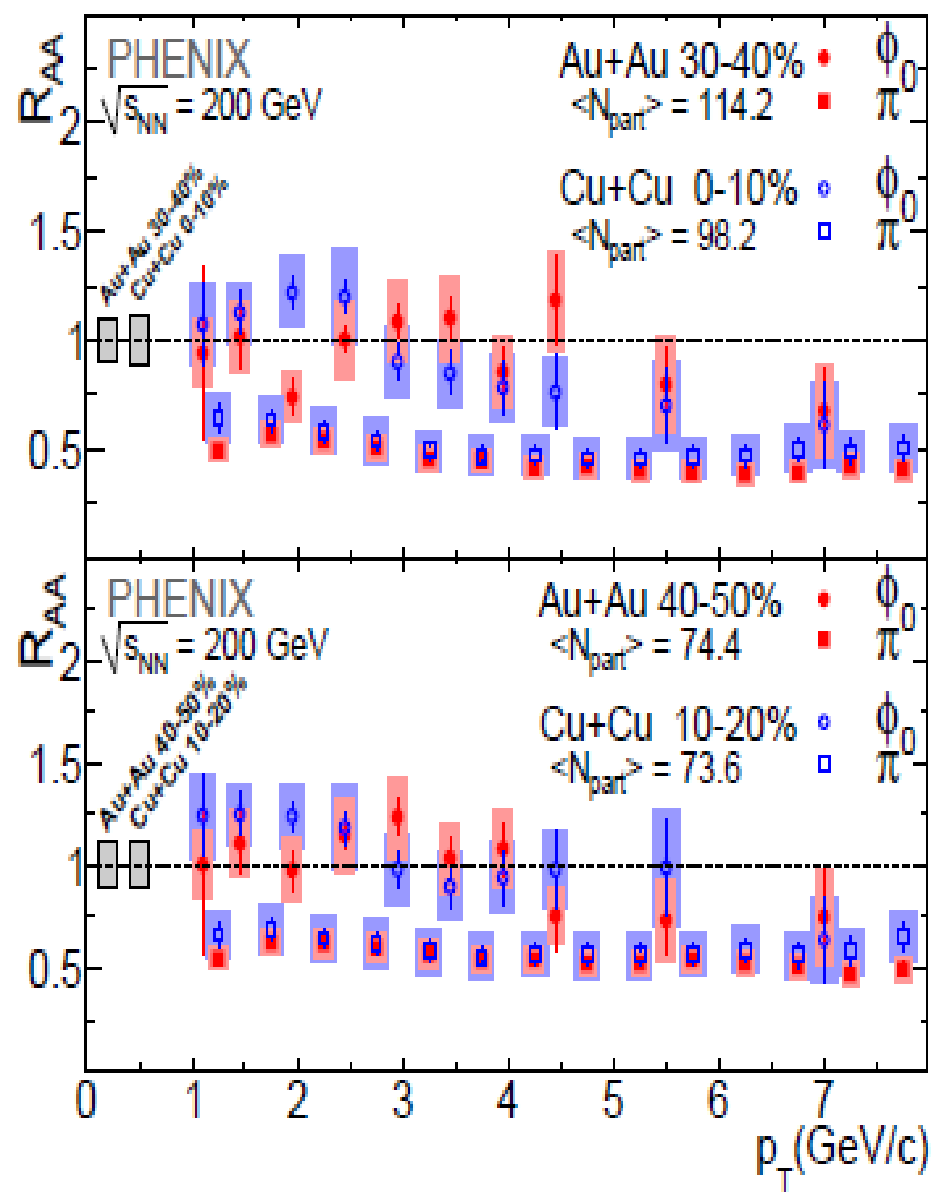 R_AA
PHENIX
√s_NN = 200 GeV
Au+Au 30-40% ϕ
<N_part> = 114.2 π⁰
Cu+Cu 0-10% ϕ
<N_part> = 98.2 π⁰
Au+Au 30-40%
Cu+Cu 0-10%
2
1.5
1
0.5
R_AA
PHENIX
√s_NN = 200 GeV
Au+Au 40-50% ϕ
<N_part> = 74.4 π⁰
Cu+Cu 10-20% ϕ
<N_part> = 73.6 π⁰
Au+Au 40-50%
Cu+Cu 10-20%
2
1.5
1
0.5
0 1 2 3 4 5 6 7
p_T(GeV/c)